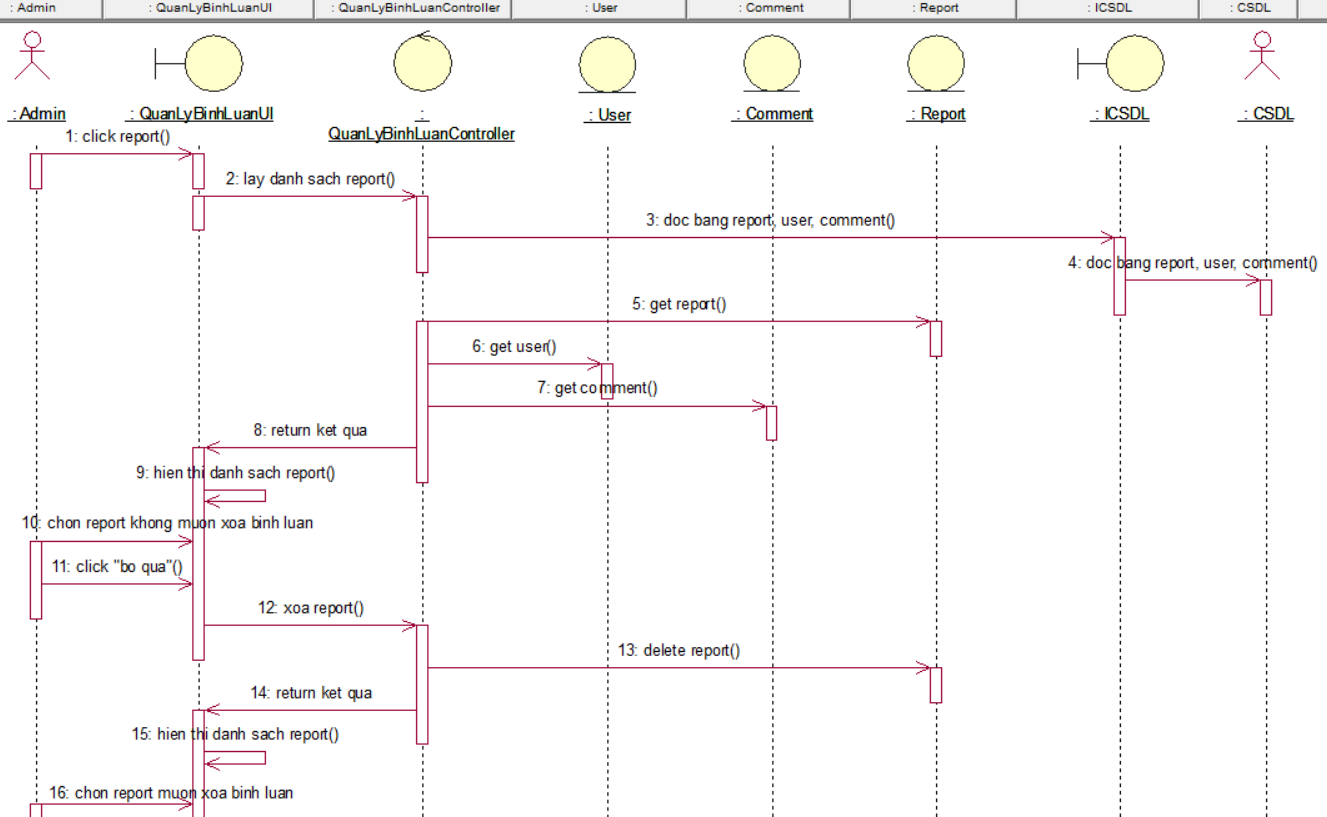 : Admin
: QuanLyBinhLuanUI
: QuanLyBinhLuanController
: User
: Comment
: Report
: ICSDL
: CSDL
: Admin
: QuanLyBinhLuanUI
:
QuanLyBinhLuanController
: User
: Comment
: Report
: ICSDL
: CSDL
1: click report()
2: lay danh sach report()
3: doc bang report, user, comment()
4: doc bang report, user, comment()
5: get report()
6: get user()
7: get comment()
8: return ket qua
9: hien thi danh sach report()
10: chon report khong muon xoa binh luan
11: click "bo qua"()
12: xoa report()
13: delete report()
14: return ket qua
15: hien thi danh sach report()
16: chon report muon xoa binh luan